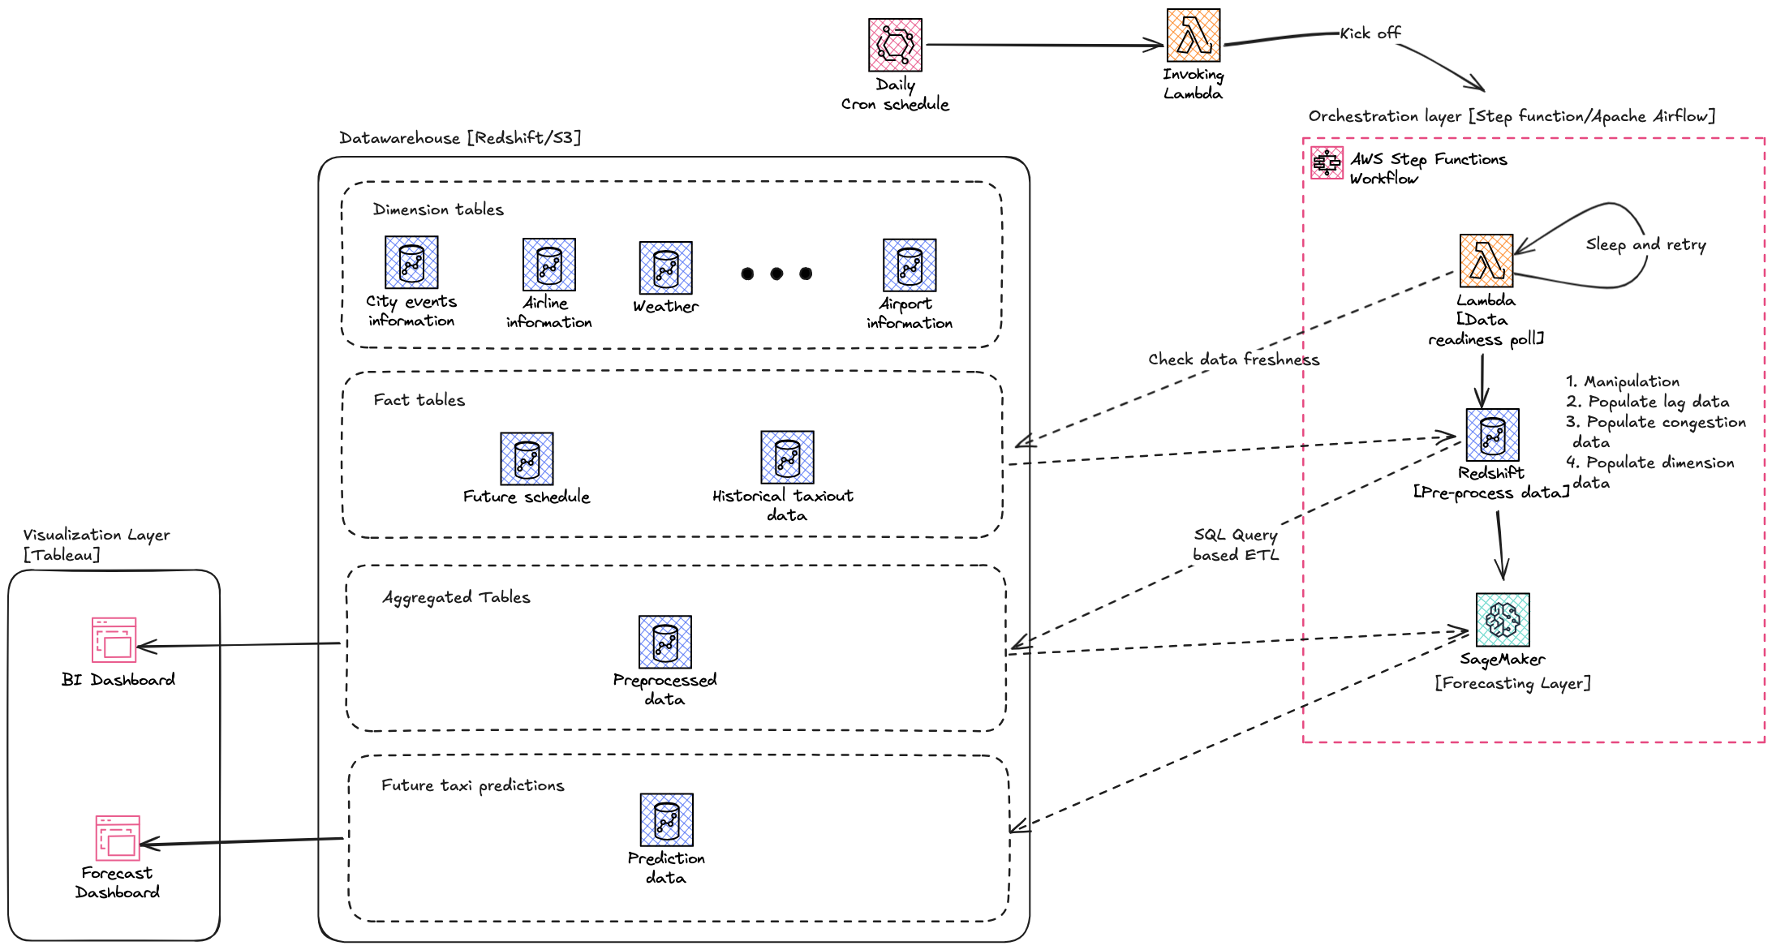 Daily
Cron schedule
Invoking
Lambda
Kick off
Orchestration layer [Step function/Apache Airflow]
AWS Step Functions
Workflow
Sleep and retry
Lambda
[Data
readiness poll]
Check data freshness
1. Manipulation
2. Populate lag data
3. Populate congestion
data
4. Populate dimension
data
Redshift
[Pre-process data]
SQL Query
based ETL
SageMaker
[Forecasting Layer]
Datawarehouse [Redshift/S3]
Dimension tables
City events
information
Airline
information
Weather
Airport
information
Fact tables
Future schedule
Historical taxiout
data
Aggregated Tables
Preprocessed
data
Future taxi predictions
Prediction
data
Visualization Layer
[Tableau]
BI Dashboard
Forecast
Dashboard